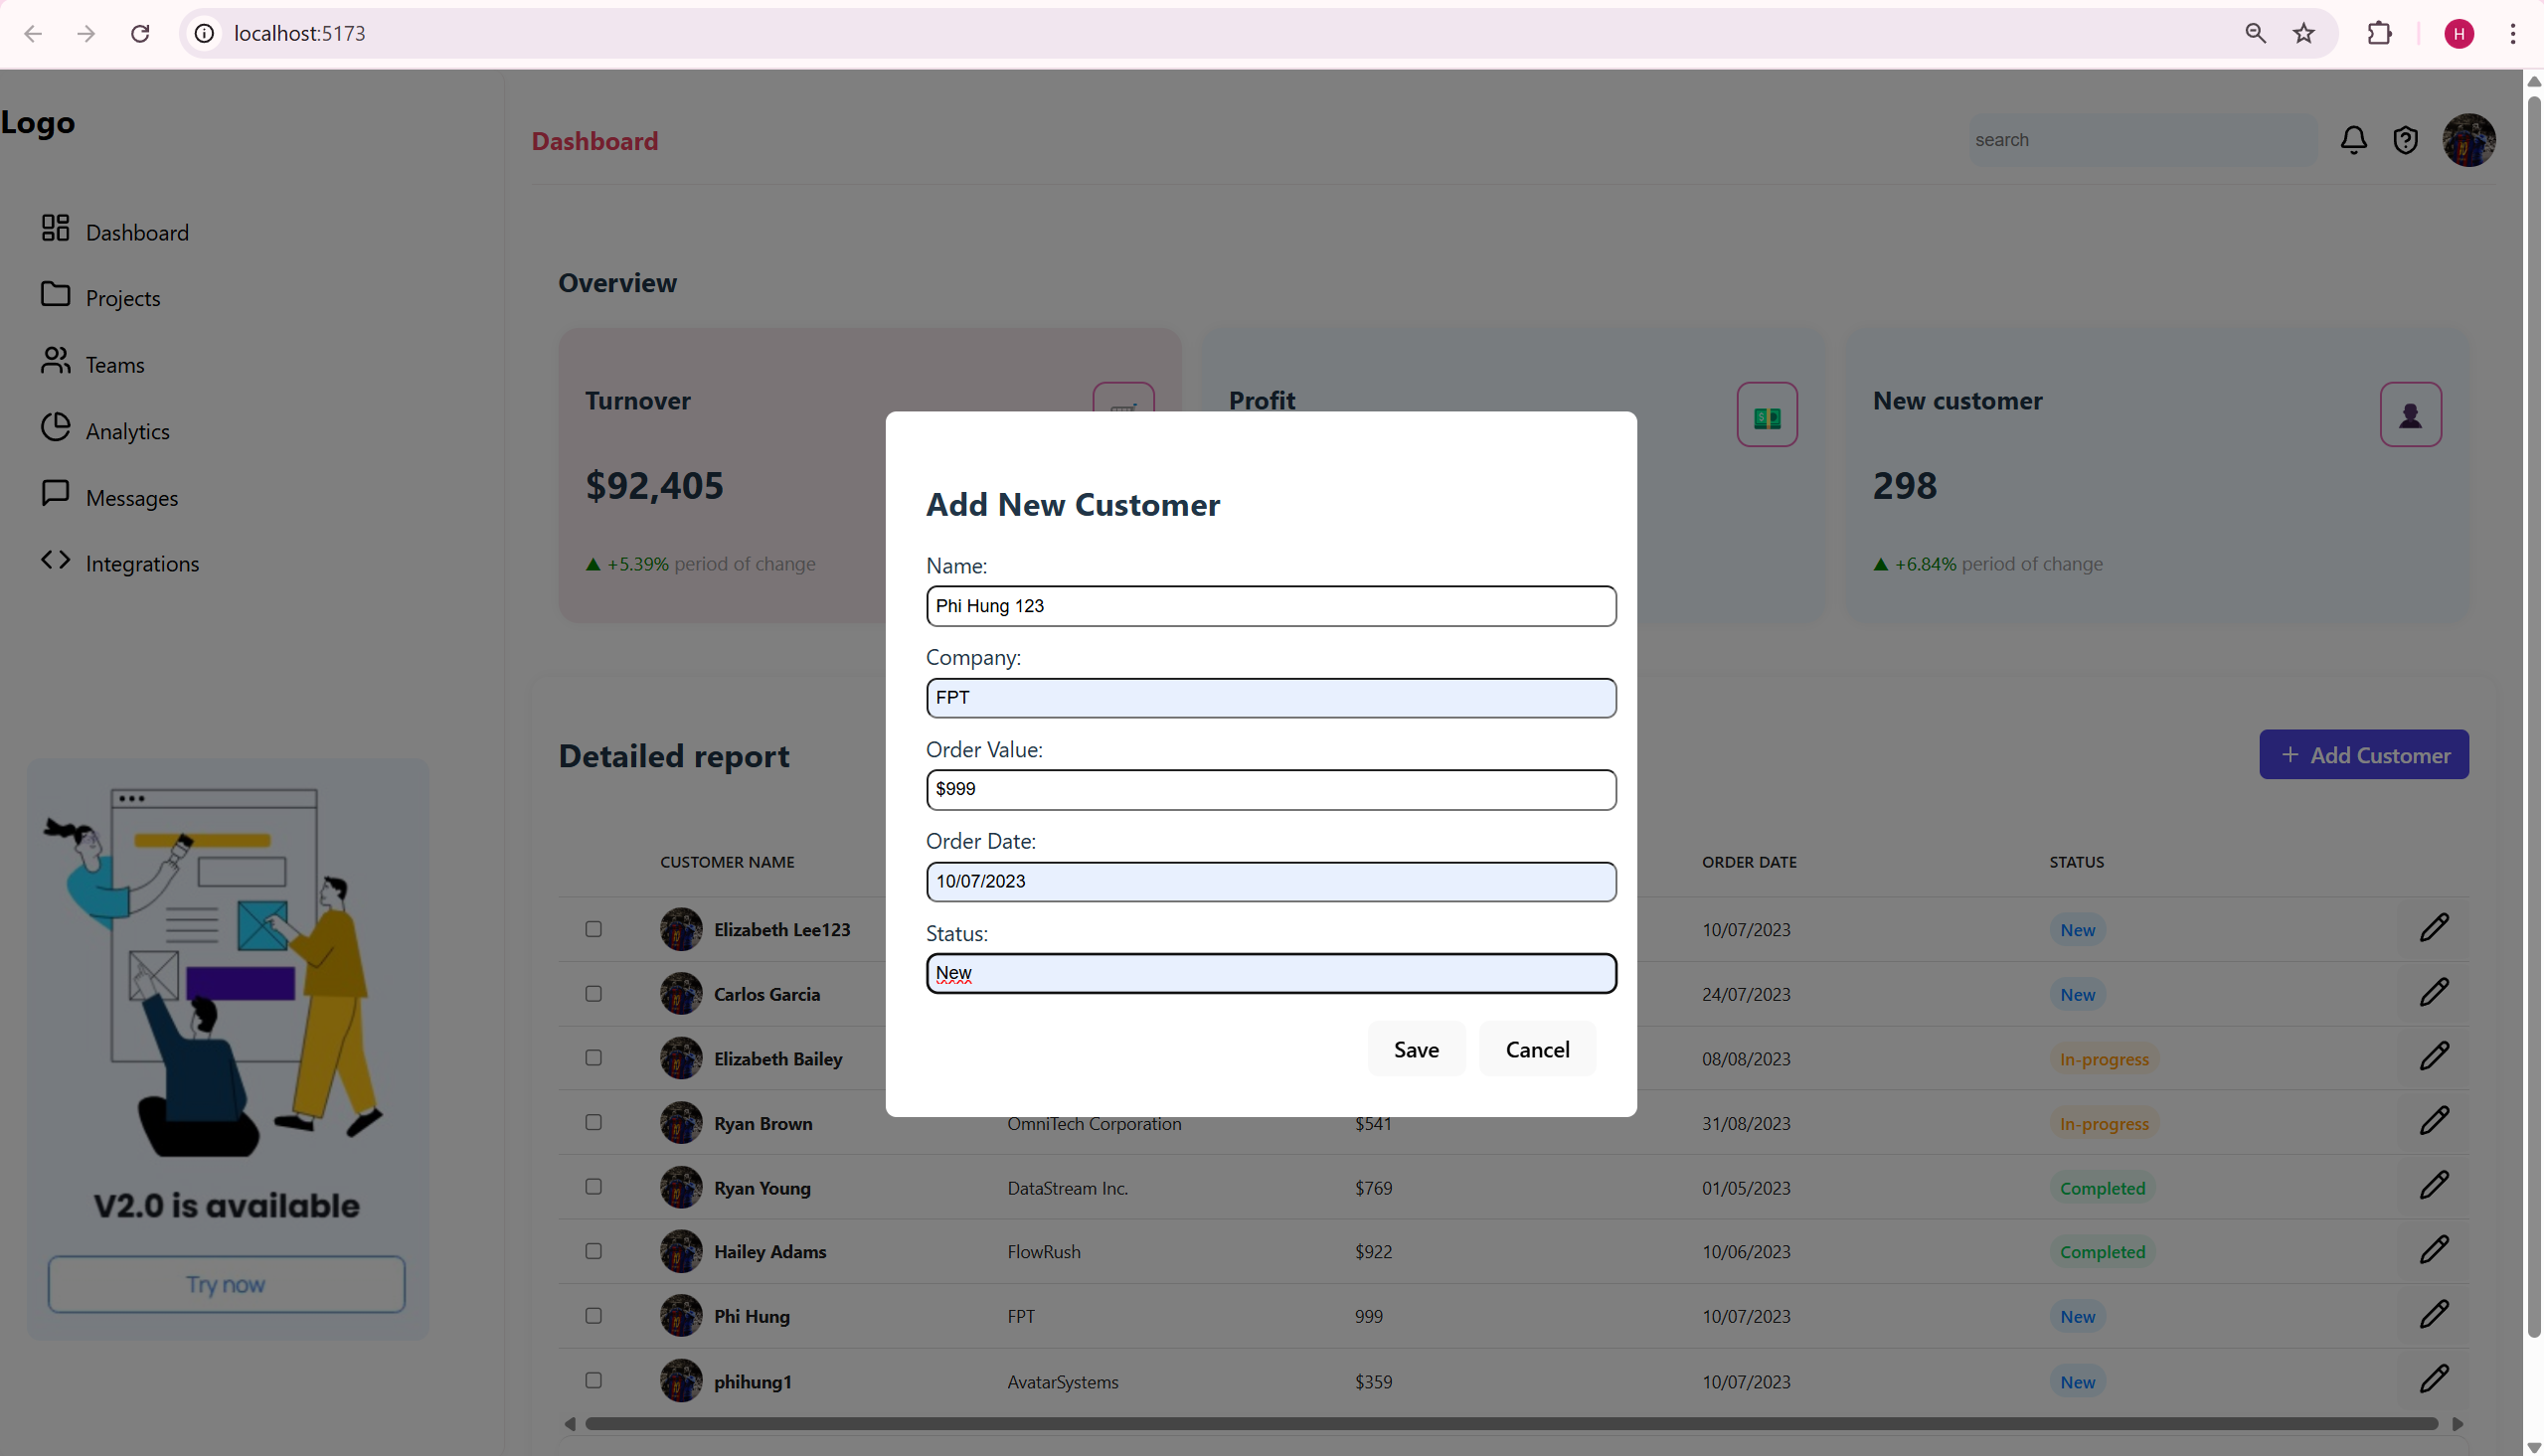 localhost:5173
H
Logo
Dashboard
search
Dashboard
Projects
Teams
Analytics
Messages
Integrations
V2.0 is available
Try now
Overview
Turnover
$92,405
▲ +5.39% period of change
Profit
New customer
298
▲ +6.84% period of change
Detailed report
+ Add Customer
CUSTOMER NAME ORDER DATE STATUS
Elizabeth Lee123 10/07/2023 New
Carlos Garcia 24/07/2023 New
Elizabeth Bailey 08/08/2023 In-progress
Ryan Brown OmniTech Corporation $541 31/08/2023 In-progress
Ryan Young DataStream Inc. $769 01/05/2023 Completed
Hailey Adams FlowRush $922 10/06/2023 Completed
Phi Hung FPT 999 10/07/2023 New
phihung1 AvatarSystems $359 10/07/2023 New
Add New Customer
Name:
Phi Hung 123
Company:
FPT
Order Value:
$999
Order Date:
10/07/2023
Status:
New
Save Cancel